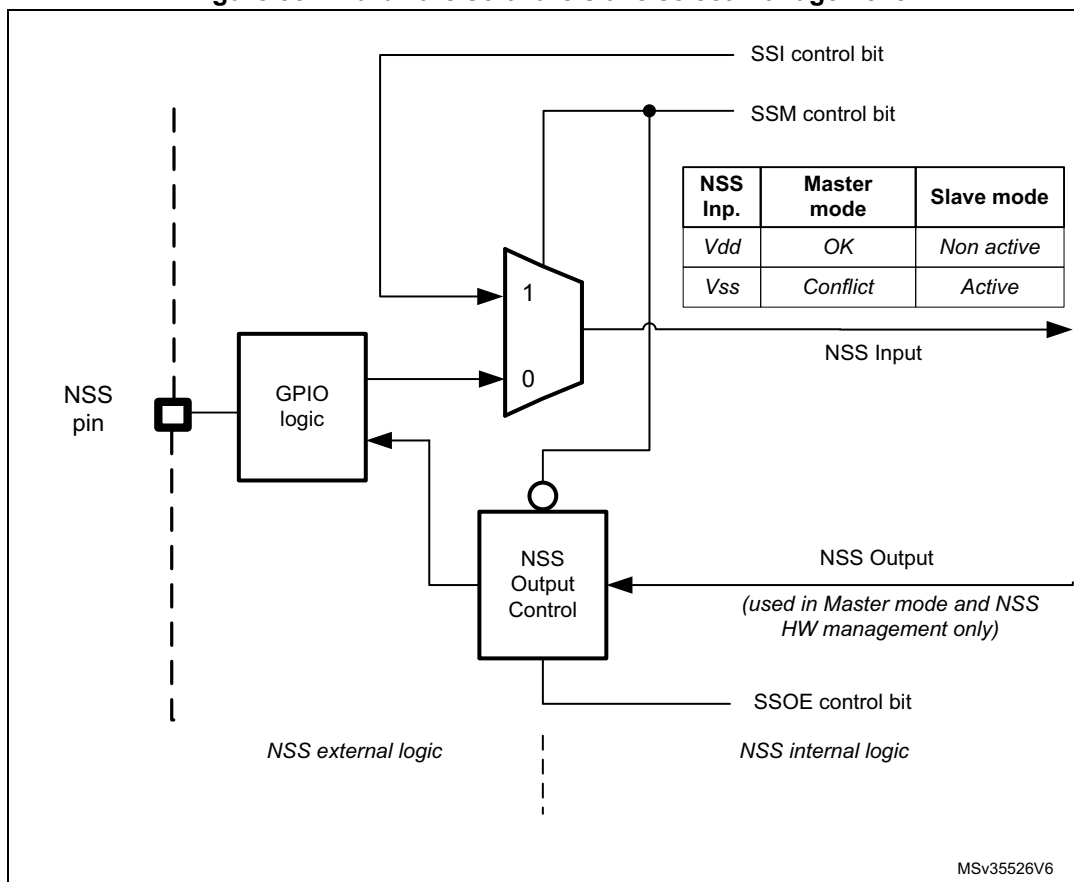 SSI control bit
SSM control bit
NSS Inp. Master mode Slave mode
Vdd OK Non active
Vss Conflict Active
1
NSS Input
0
GPIO logic
NSS pin
NSS Output Control
NSS Output
(used in Master mode and NSS
HW management only)
SSOE control bit
NSS external logic
NSS internal logic
MSv35526V6